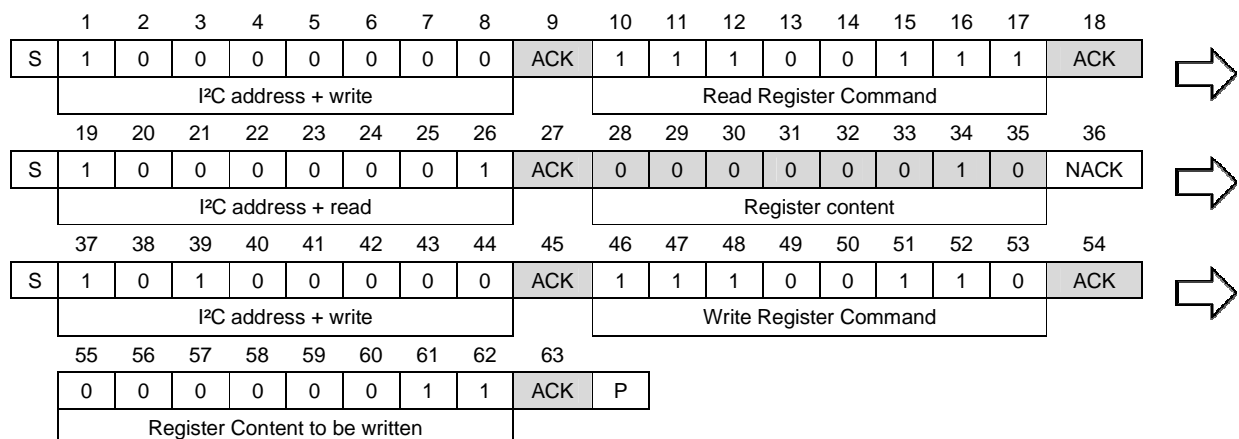 1 2 3 4 5 6 7 8 9 10 11 12 13 14 15 16 17 18
S 1 0 0 0 0 0 0 0 ACK 1 1 1 0 0 1 1 1 ACK
I²C address + write Read Register Command
19 20 21 22 23 24 25 26 27 28 29 30 31 32 33 34 35 36
S 1 0 0 0 0 0 0 1 ACK 0 0 0 0 0 0 1 0 NACK
I²C address + read Register content
37 38 39 40 41 42 43 44 45 46 47 48 49 50 51 52 53 54
S 1 0 1 0 0 0 0 0 ACK 1 1 1 0 0 1 1 0 ACK
I²C address + write Write Register Command
55 56 57 58 59 60 61 62 63
0 0 0 0 0 0 1 1 ACK P
Register Content to be written